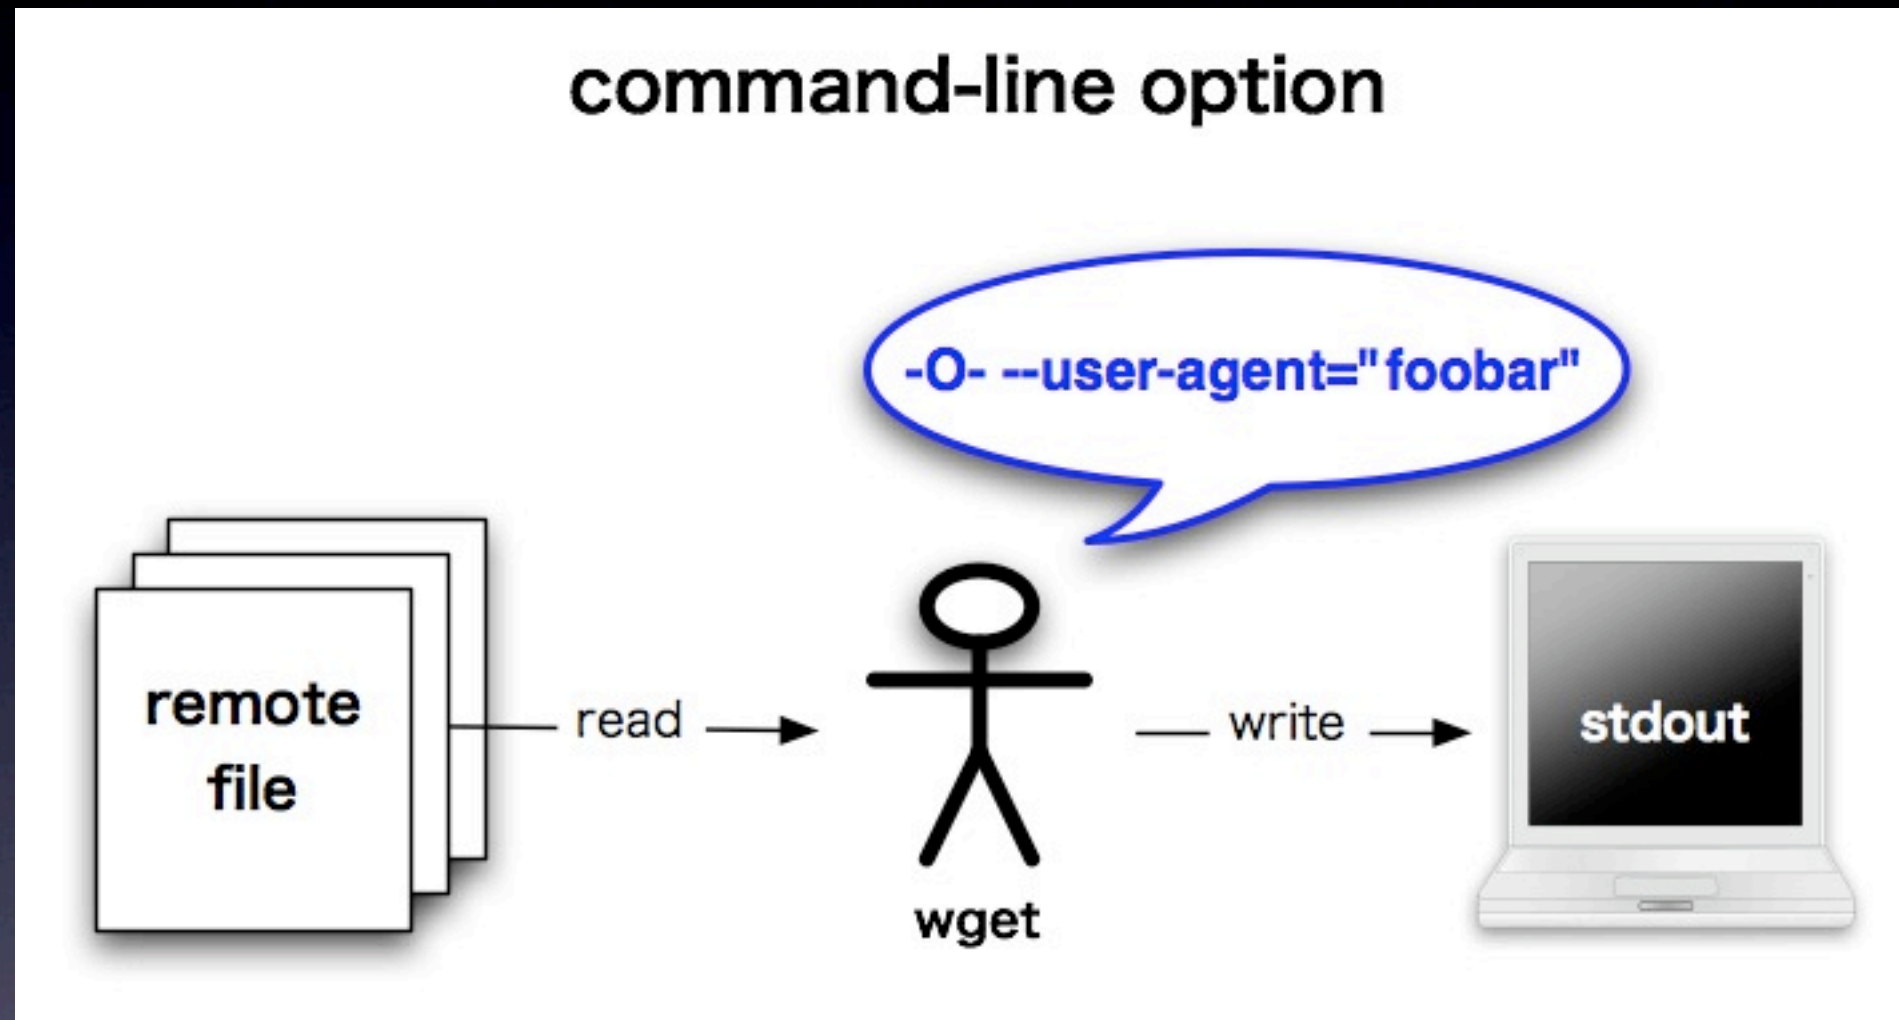 command-line option
-O- --user-agent="foobar"
remote
file
read
write
stdout
wget